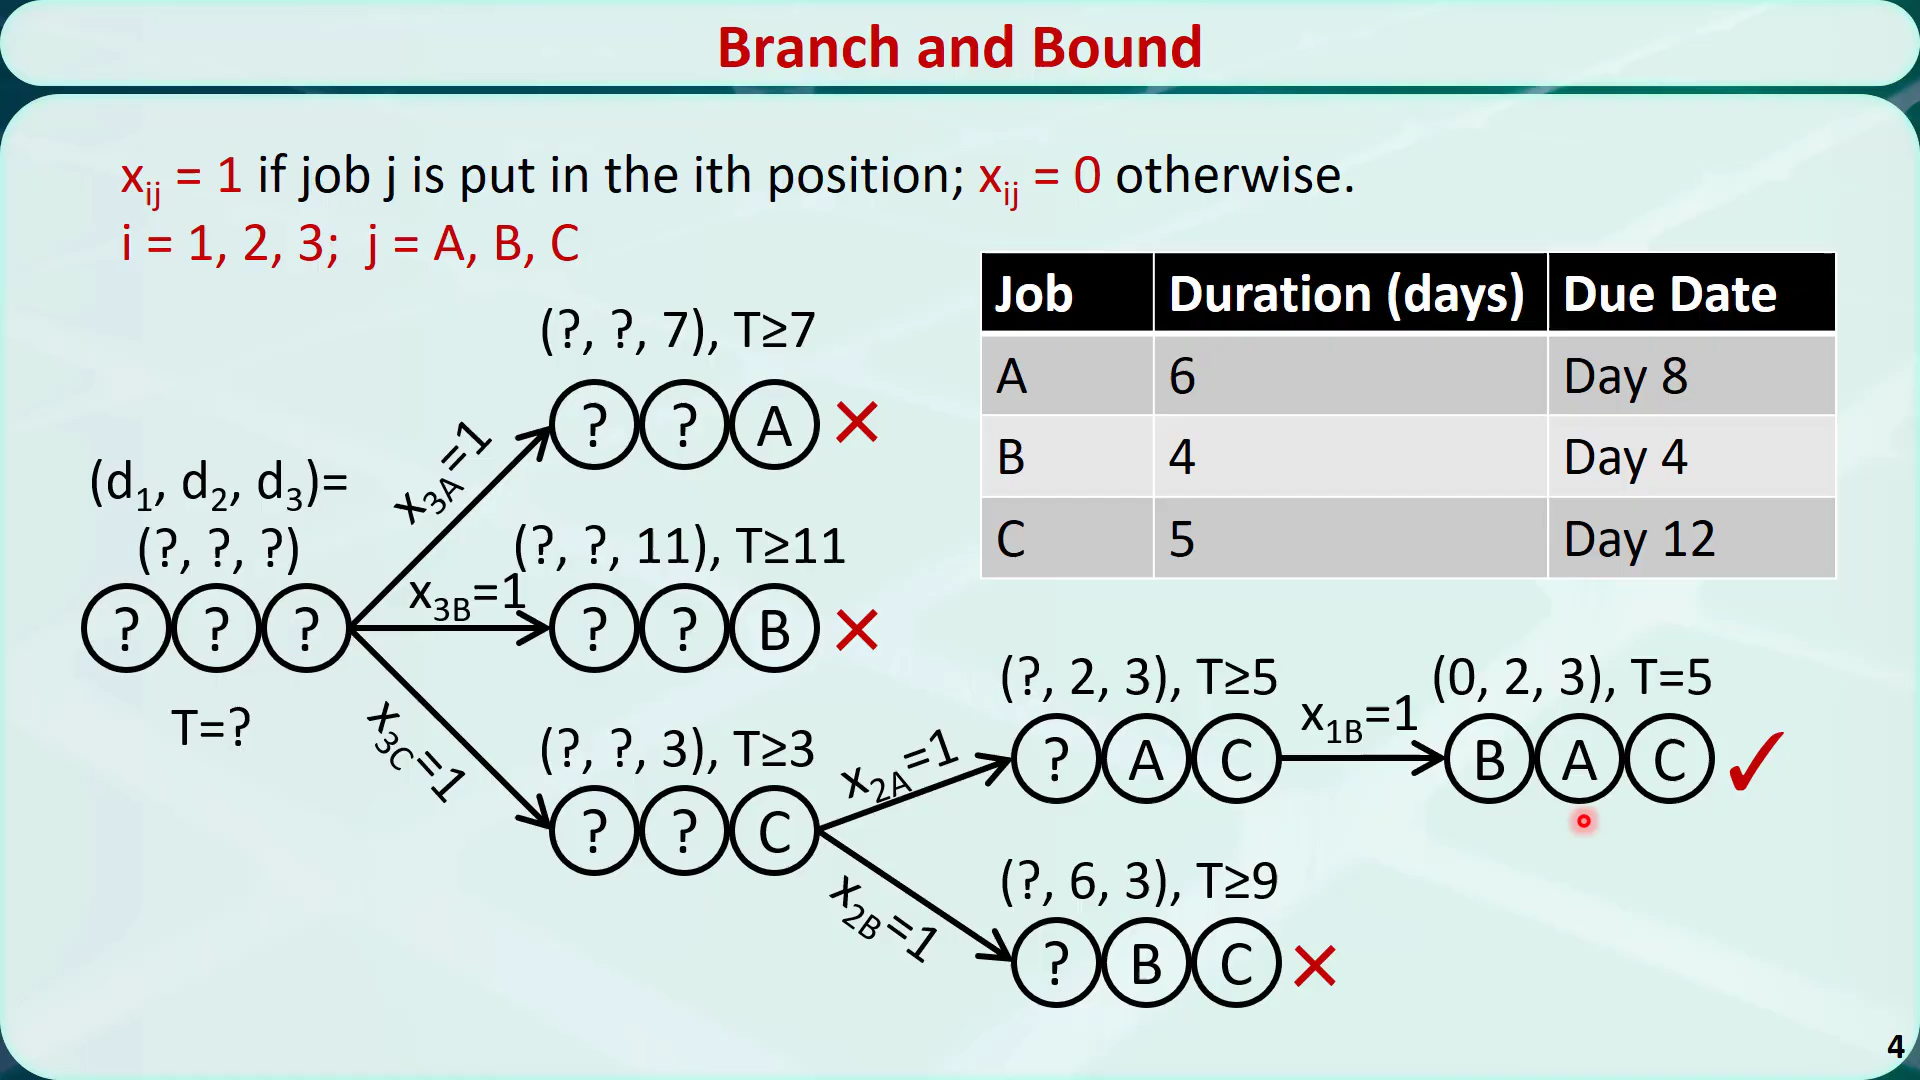 Branch and Bound
x_ij = 1 if job j is put in the ith position; x_ij = 0 otherwise.
i = 1, 2, 3; j = A, B, C
Job Duration (days) Due Date
A 6 Day 8
B 4 Day 4
C 5 Day 12
(d₁, d₂, d₃)=
(?, ?, ?)
? ? ?
T=?
x₃A=1
(?, ?, 7), T≥7
? ? A ✕
x₃B=1
(?, ?, 11), T≥11
? ? B ✕
x₃C=1
(?, ?, 3), T≥3
? ? C
x₂A=1
(?, 2, 3), T≥5
? A C
x₁B=1
(0, 2, 3), T=5
B A C ✓
x₂B=1
(?, 6, 3), T≥9
? B C ✕
4